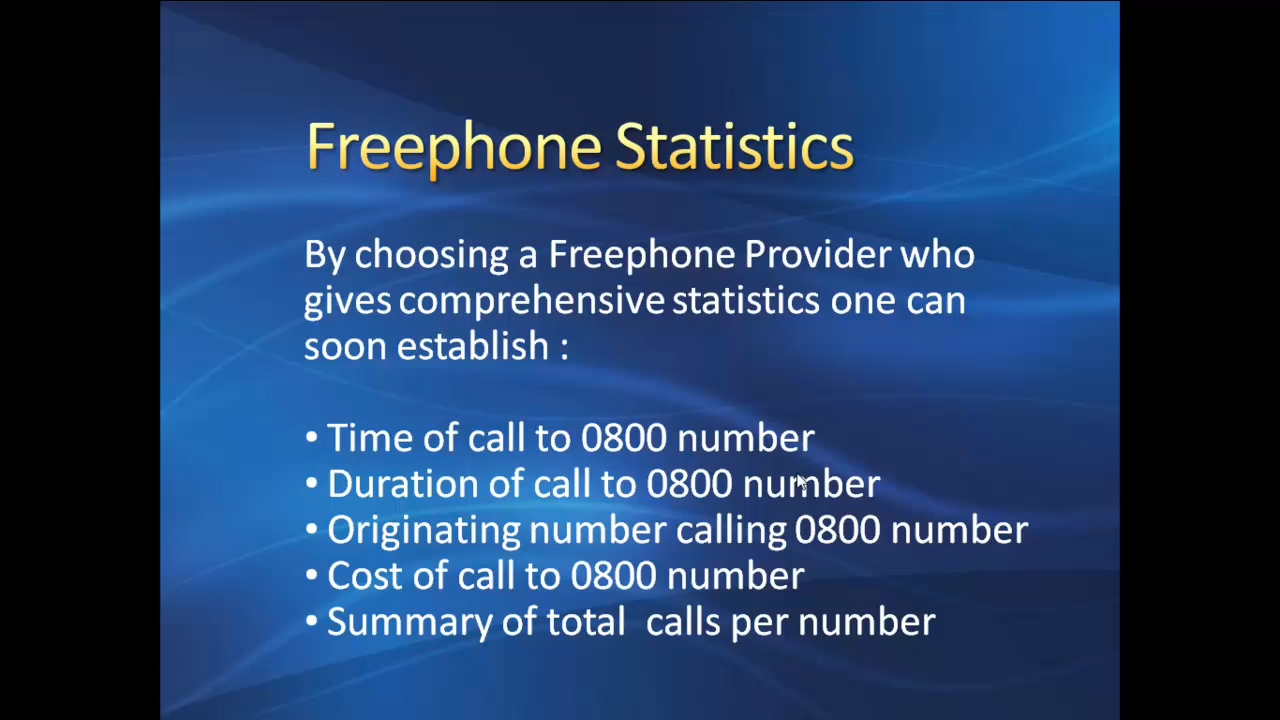 Freephone Statistics
By choosing a Freephone Provider who
gives comprehensive statistics one can
soon establish :
• Time of call to 0800 number
• Duration of call to 0800 number
• Originating number calling 0800 number
• Cost of call to 0800 number
• Summary of total  calls per number